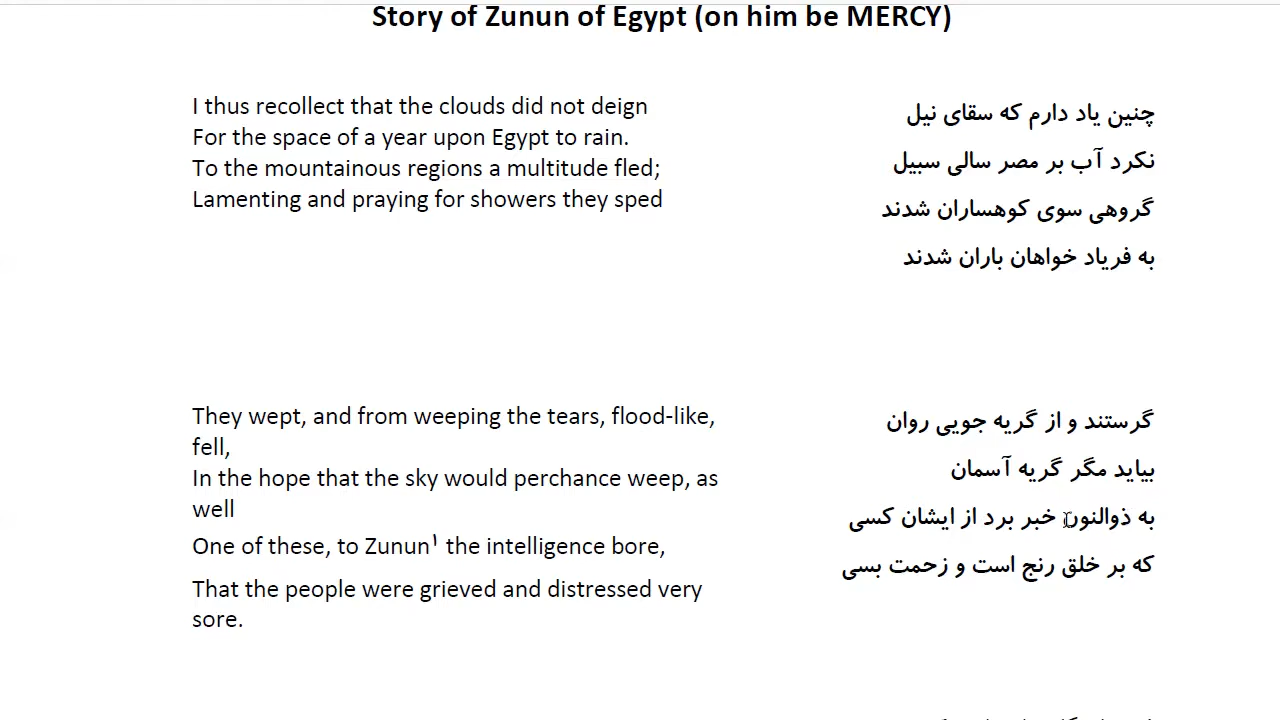 Story of Zunun of Egypt (on him be MERCY)
I thus recollect that the clouds did not deign
For the space of a year upon Egypt to rain.
To the mountainous regions a multitude fled;
Lamenting and praying for showers they sped
چنین یاد دارم که سقای نیل
نکرد آب بر مصر سالی سبیل
گروهی سوی کوهساران شدند
به فریاد خواهان باران شدند
They wept, and from weeping the tears, flood-like,
fell,
In the hope that the sky would perchance weep, as
well
One of these, to Zunun۱ the intelligence bore,
That the people were grieved and distressed very
sore.
گرستند و از گریه جویی روان
بیاید مگر گریه آسمان
به ذوالنون خبر برد از ایشان کسی
که بر خلق رنج است و زحمت بسی